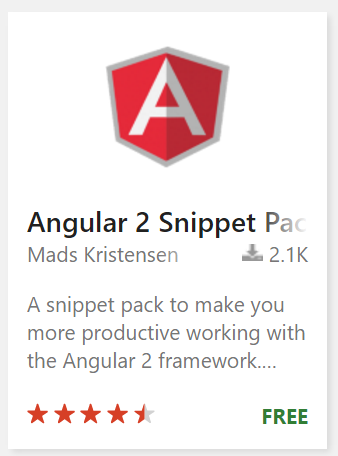 Angular 2 Snippet Pac
Mads Kristensen 2.1K
A snippet pack to make you
more productive working with
the Angular 2 framework....
FREE